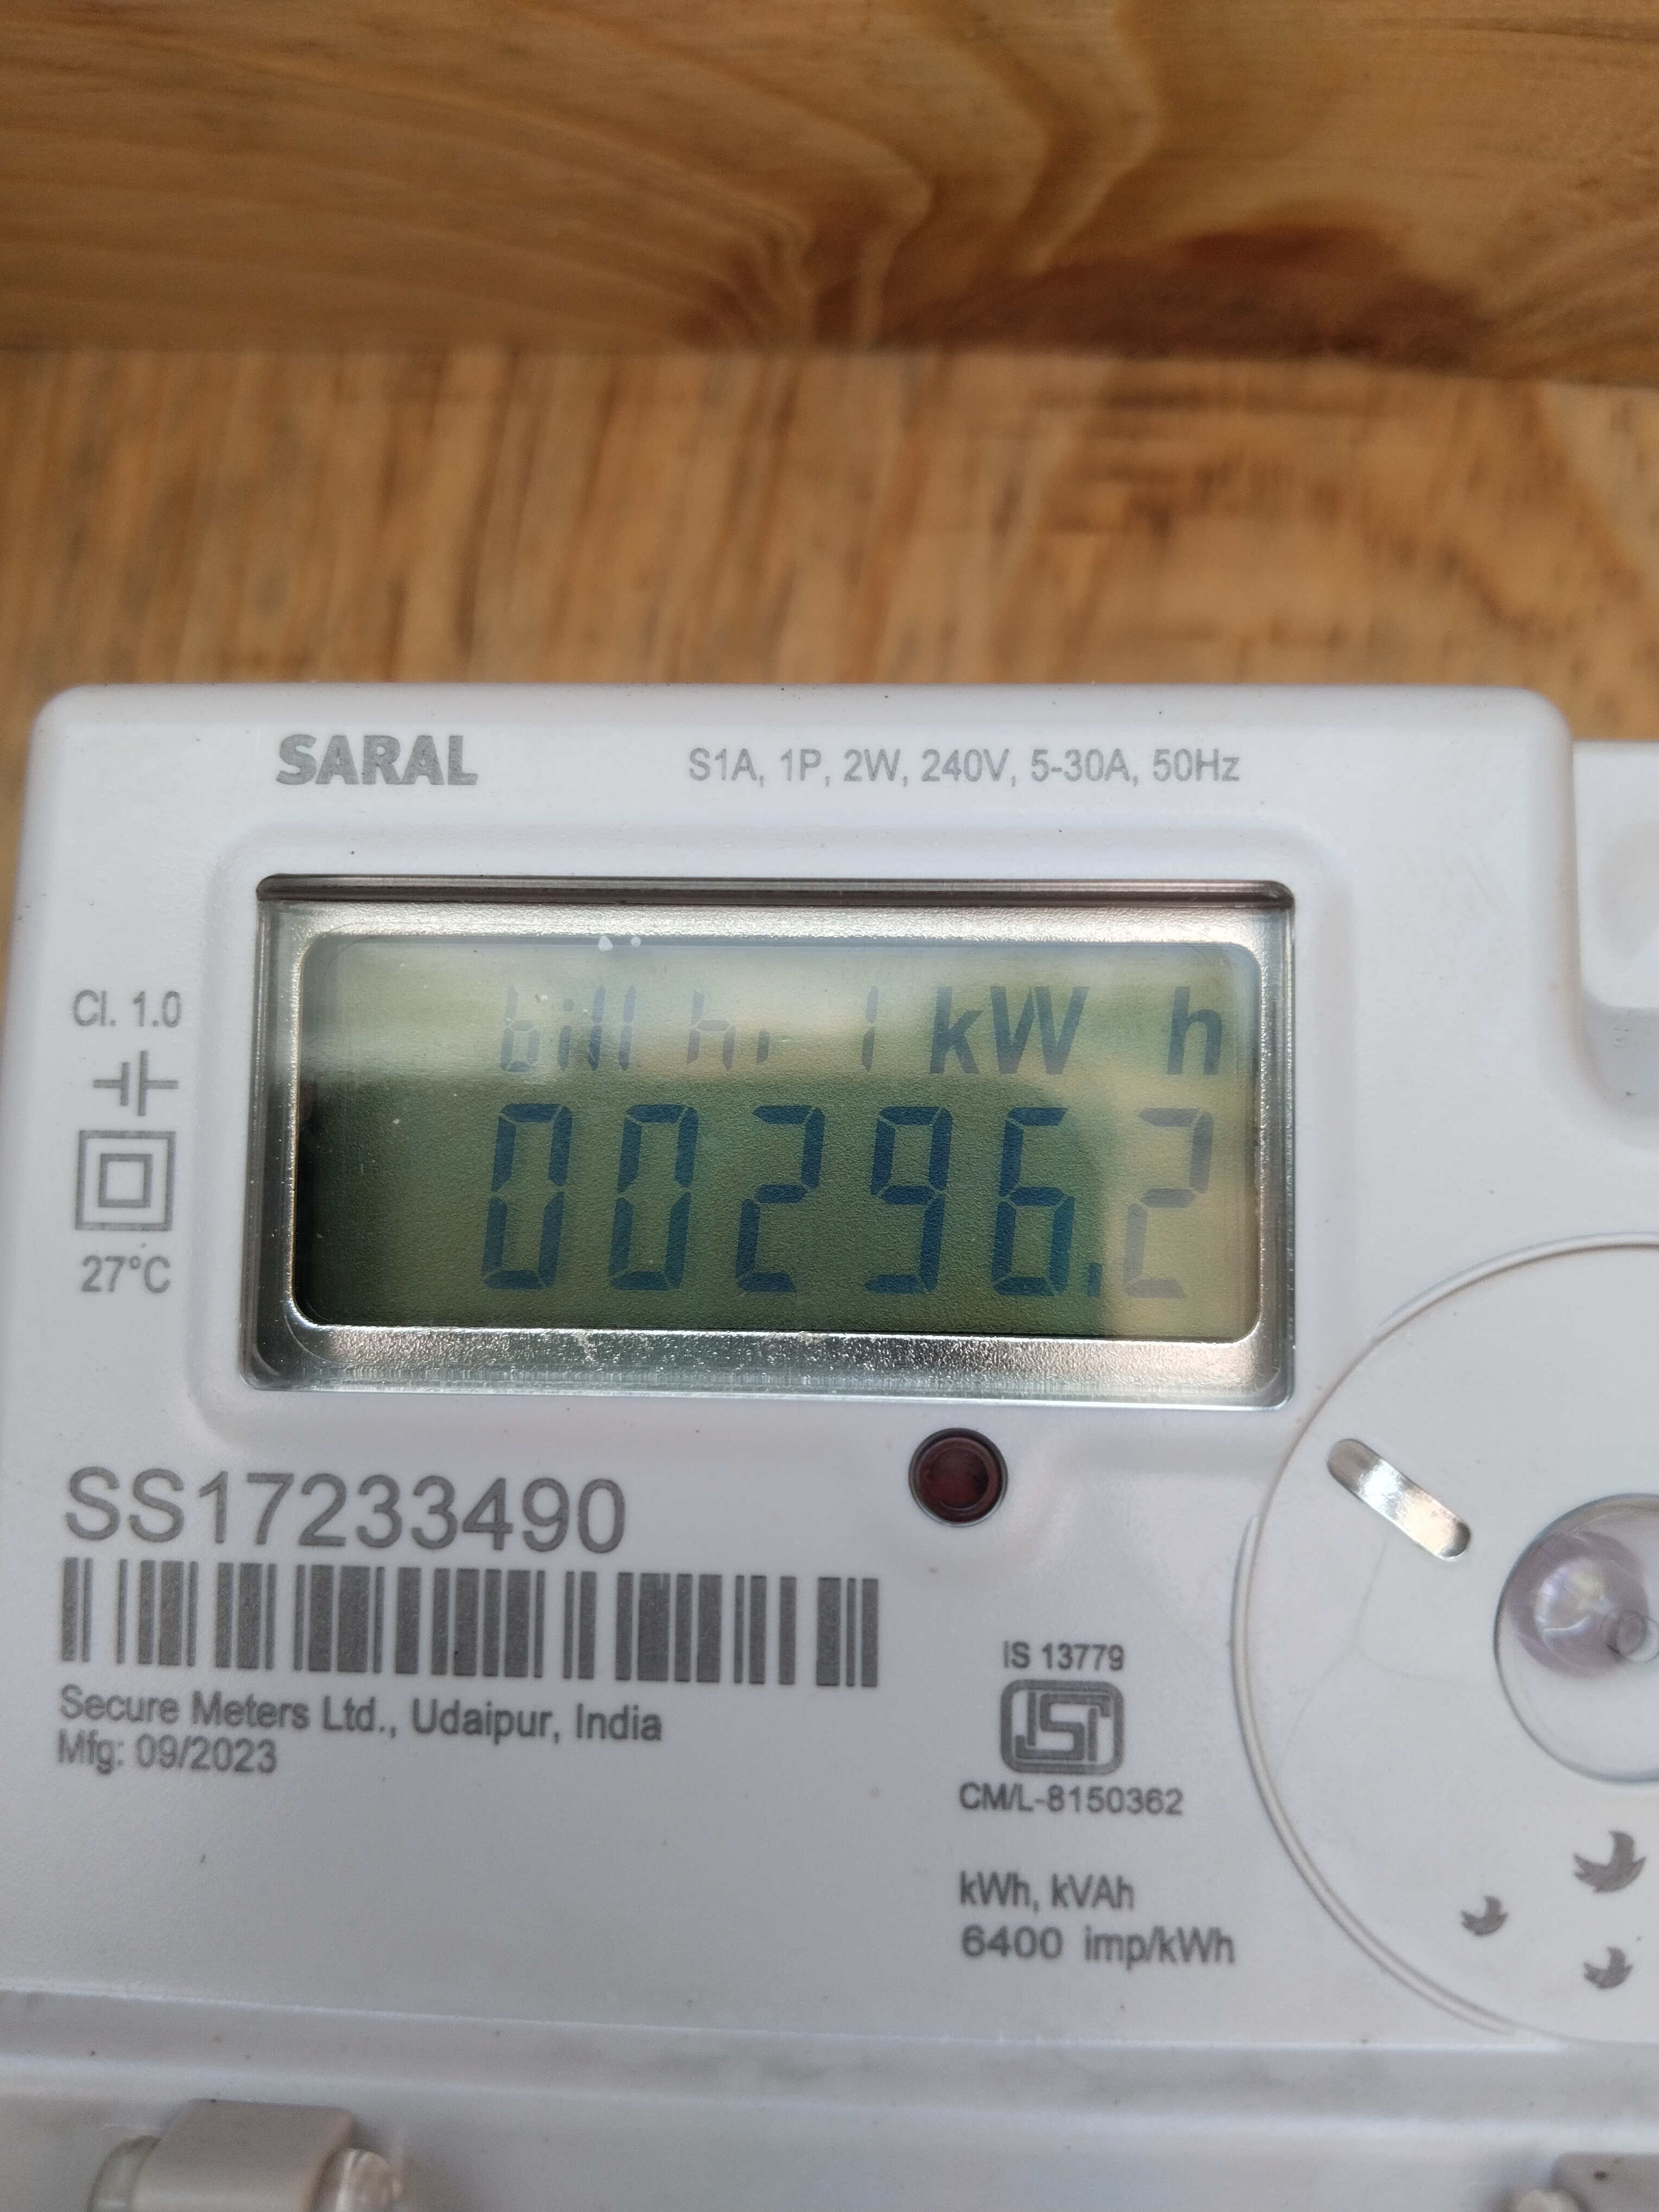 SARAL
S1A, 1P, 2W, 240V, 5-30A, 50Hz
Cl. 1.0
bill hi 1 kW h
00296.2
27°C
SS17233490
Secure Meters Ltd., Udaipur, India
Mfg: 09/2023
IS 13779
ISI
CM/L-8150362
kWh, kVAh
6400 imp/kWh